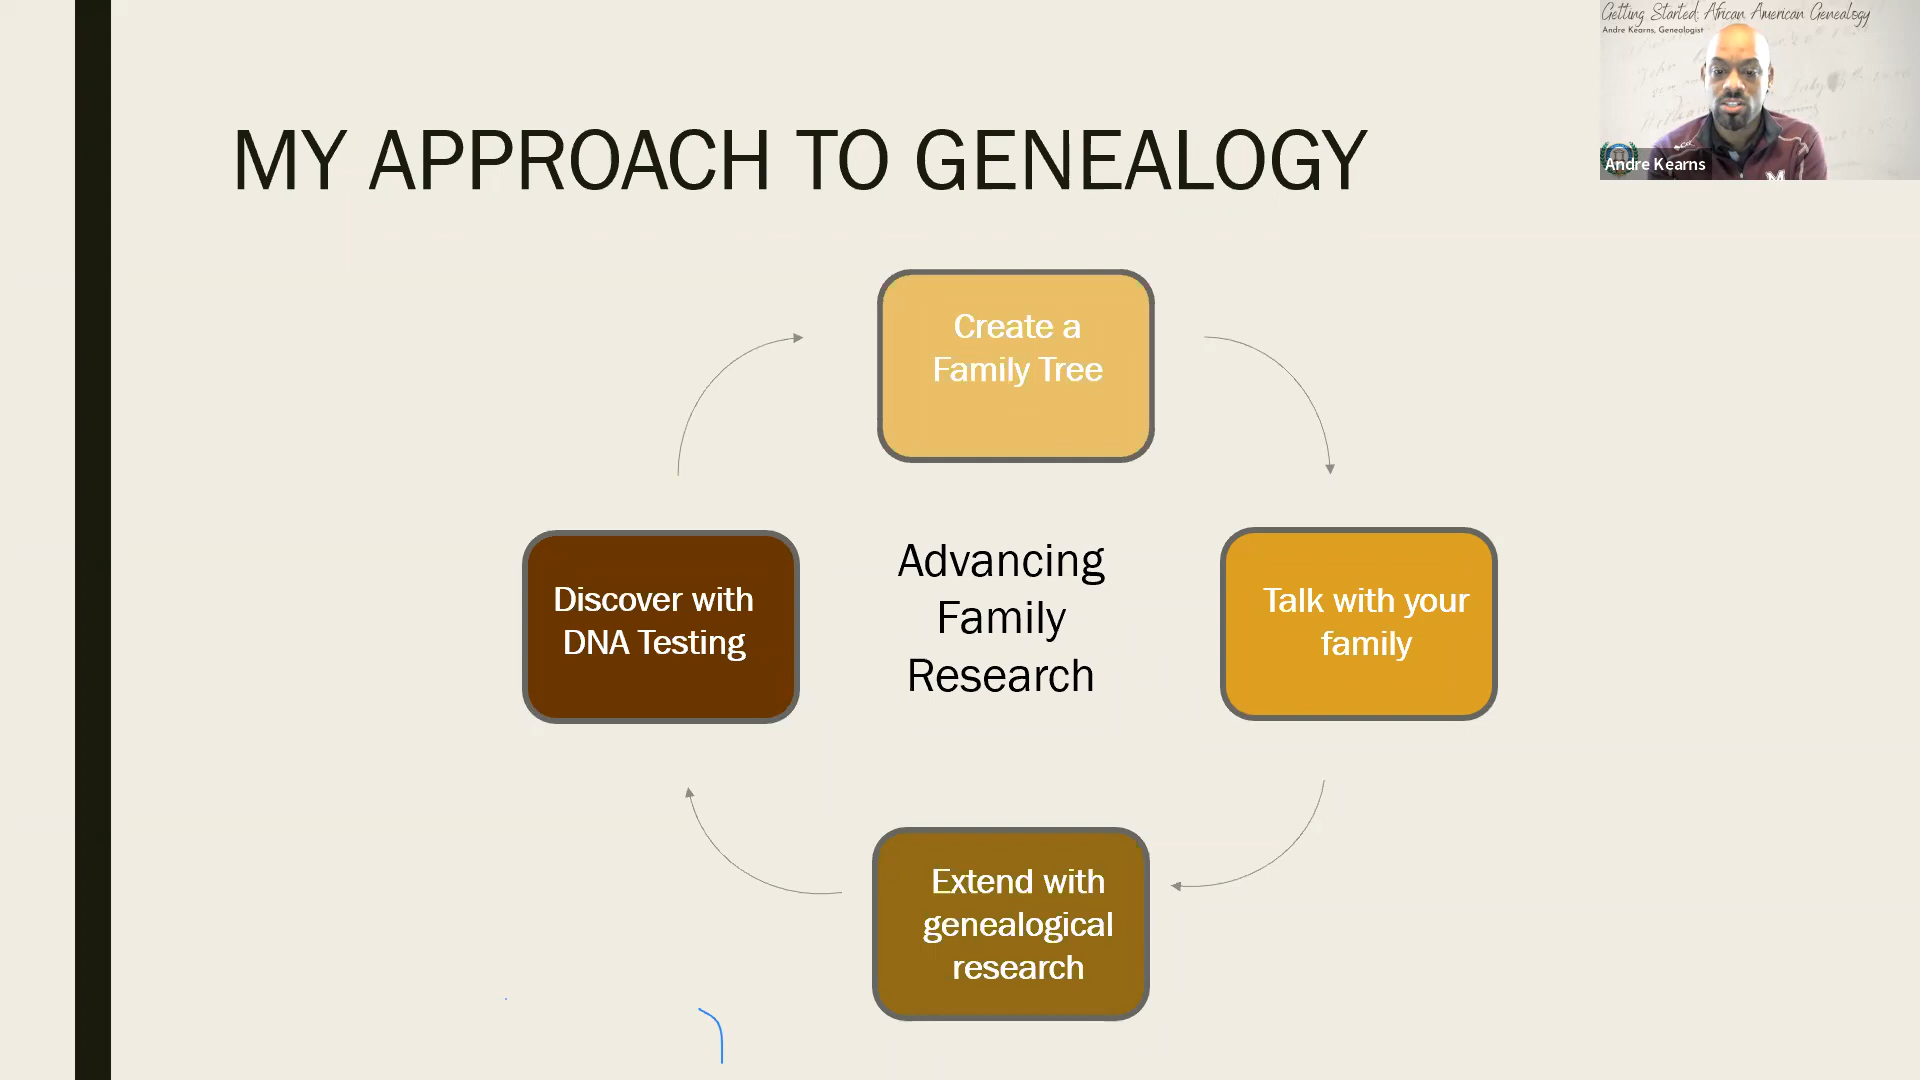 MY APPROACH TO GENEALOGY
Getting Started: African American Genealogy
Andre Kearns, Genealogist
Andre Kearns
Create a
Family Tree
Discover with
DNA Testing
Advancing
Family
Research
Talk with your
family
Extend with
genealogical
research